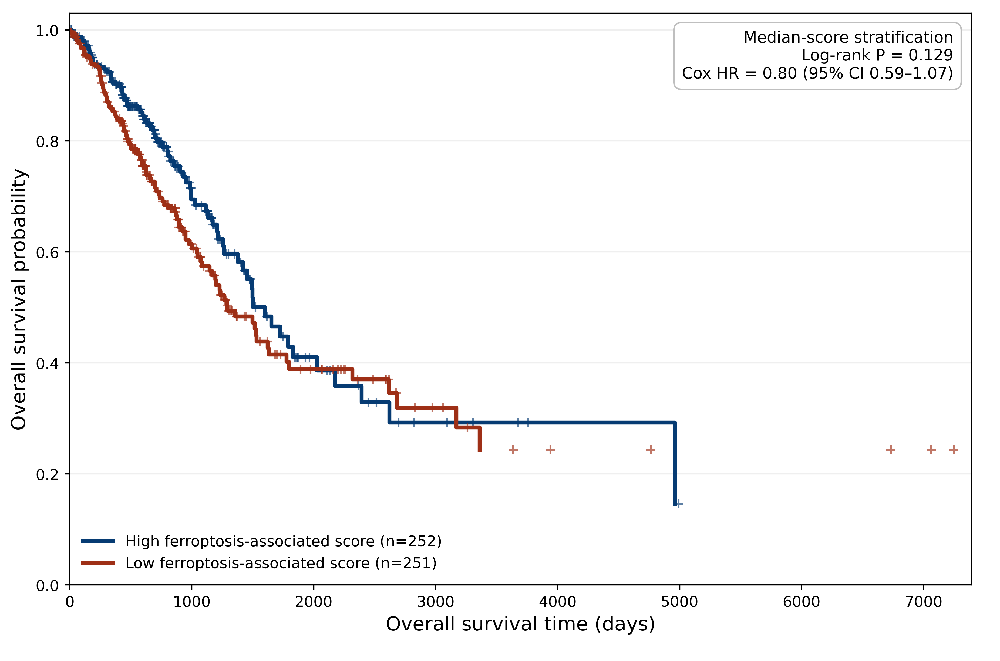 Median-score stratification
Log-rank P = 0.129
Cox HR = 0.80 (95% CI 0.59–1.07)
Overall survival probability
1.0
0.8
0.6
0.4
0.2
0.0
High ferroptosis-associated score (n=252)
Low ferroptosis-associated score (n=251)
0 1000 2000 3000 4000 5000 6000 7000
Overall survival time (days)